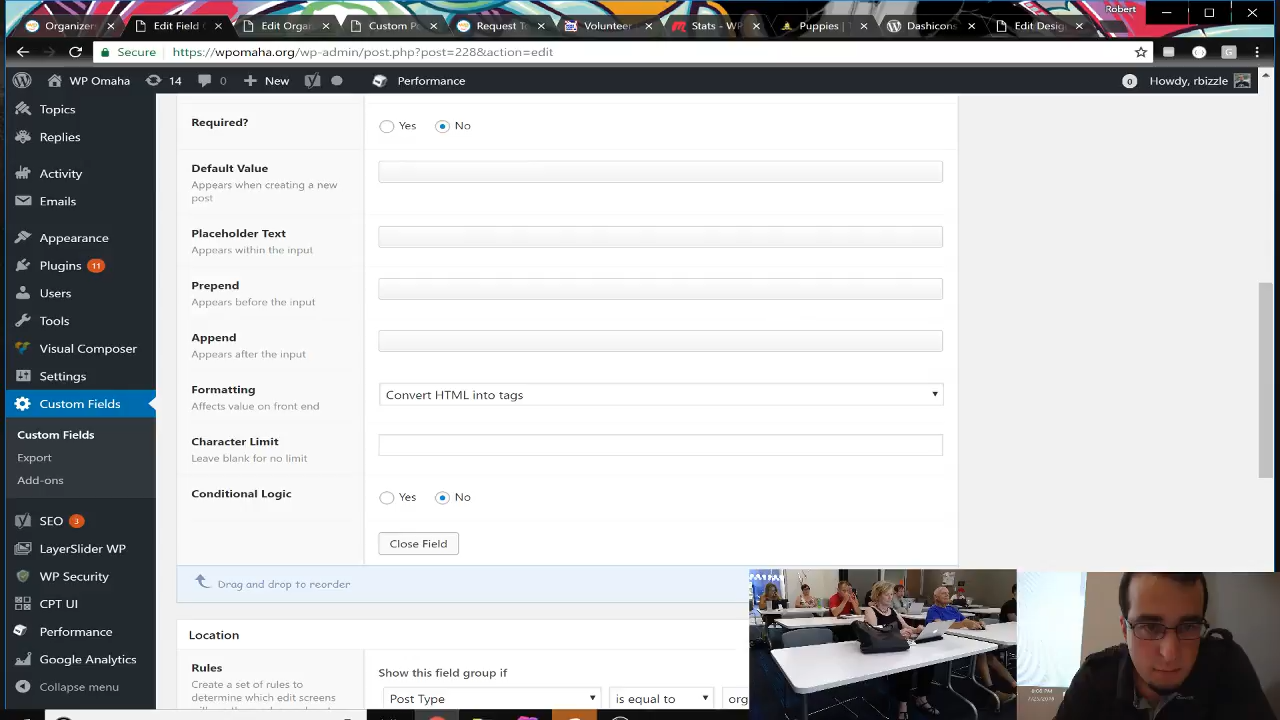 Robert
Organizer
Edit Field
Edit Organ
Custom P
Request T
Volunteer
Stats - WP
Puppies
Dashicons
Edit Desig
Secure
https://wpomaha.org/wp-admin/post.php?post=228&action=edit
WP Omaha
14
0
New
Performance
0
Howdy, rbizzle
Topics
Replies
Activity
Emails
Appearance
Plugins 11
Users
Tools
Visual Composer
Settings
Custom Fields
Custom Fields
Export
Add-ons
SEO 3
LayerSlider WP
WP Security
CPT UI
Performance
Google Analytics
Collapse menu
Required?
Yes No
Default Value
Appears when creating a new
post
Placeholder Text
Appears within the input
Prepend
Appears before the input
Append
Appears after the input
Formatting
Affects value on front end
Convert HTML into tags
Character Limit
Leave blank for no limit
Conditional Logic
Yes No
Close Field
Drag and drop to reorder
Location
Rules
Create a set of rules to
determine which edit screens
Show this field group if
Post Type
is equal to
org